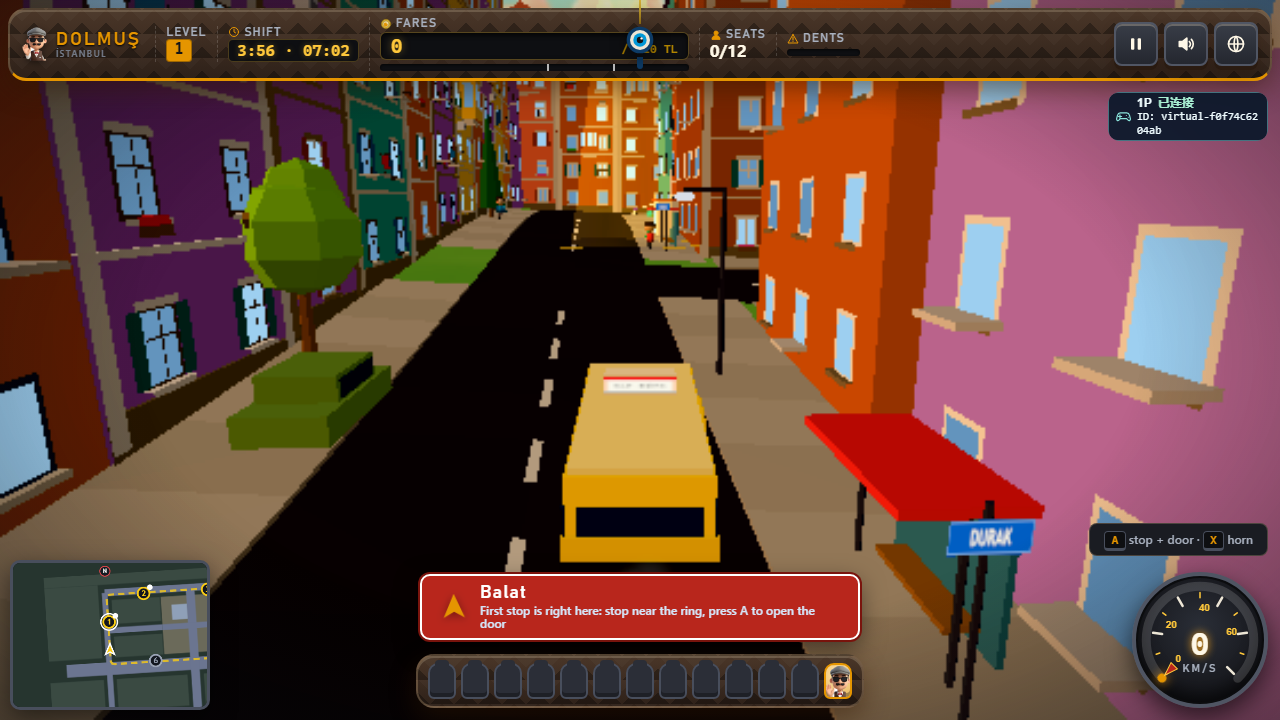 DOLMUŞ
İSTANBUL
LEVEL
1
SHIFT
3:56 · 07:02
FARES
0
TL
SEATS
0/12
DENTS
1P 已连接
ID: virtual-f0f74c62
04ab
DURAK
A stop + door · X horn
N
2
1
6
Balat
First stop is right here: stop near the ring, press A to open the
door
0
20
40
60
0
KM/S